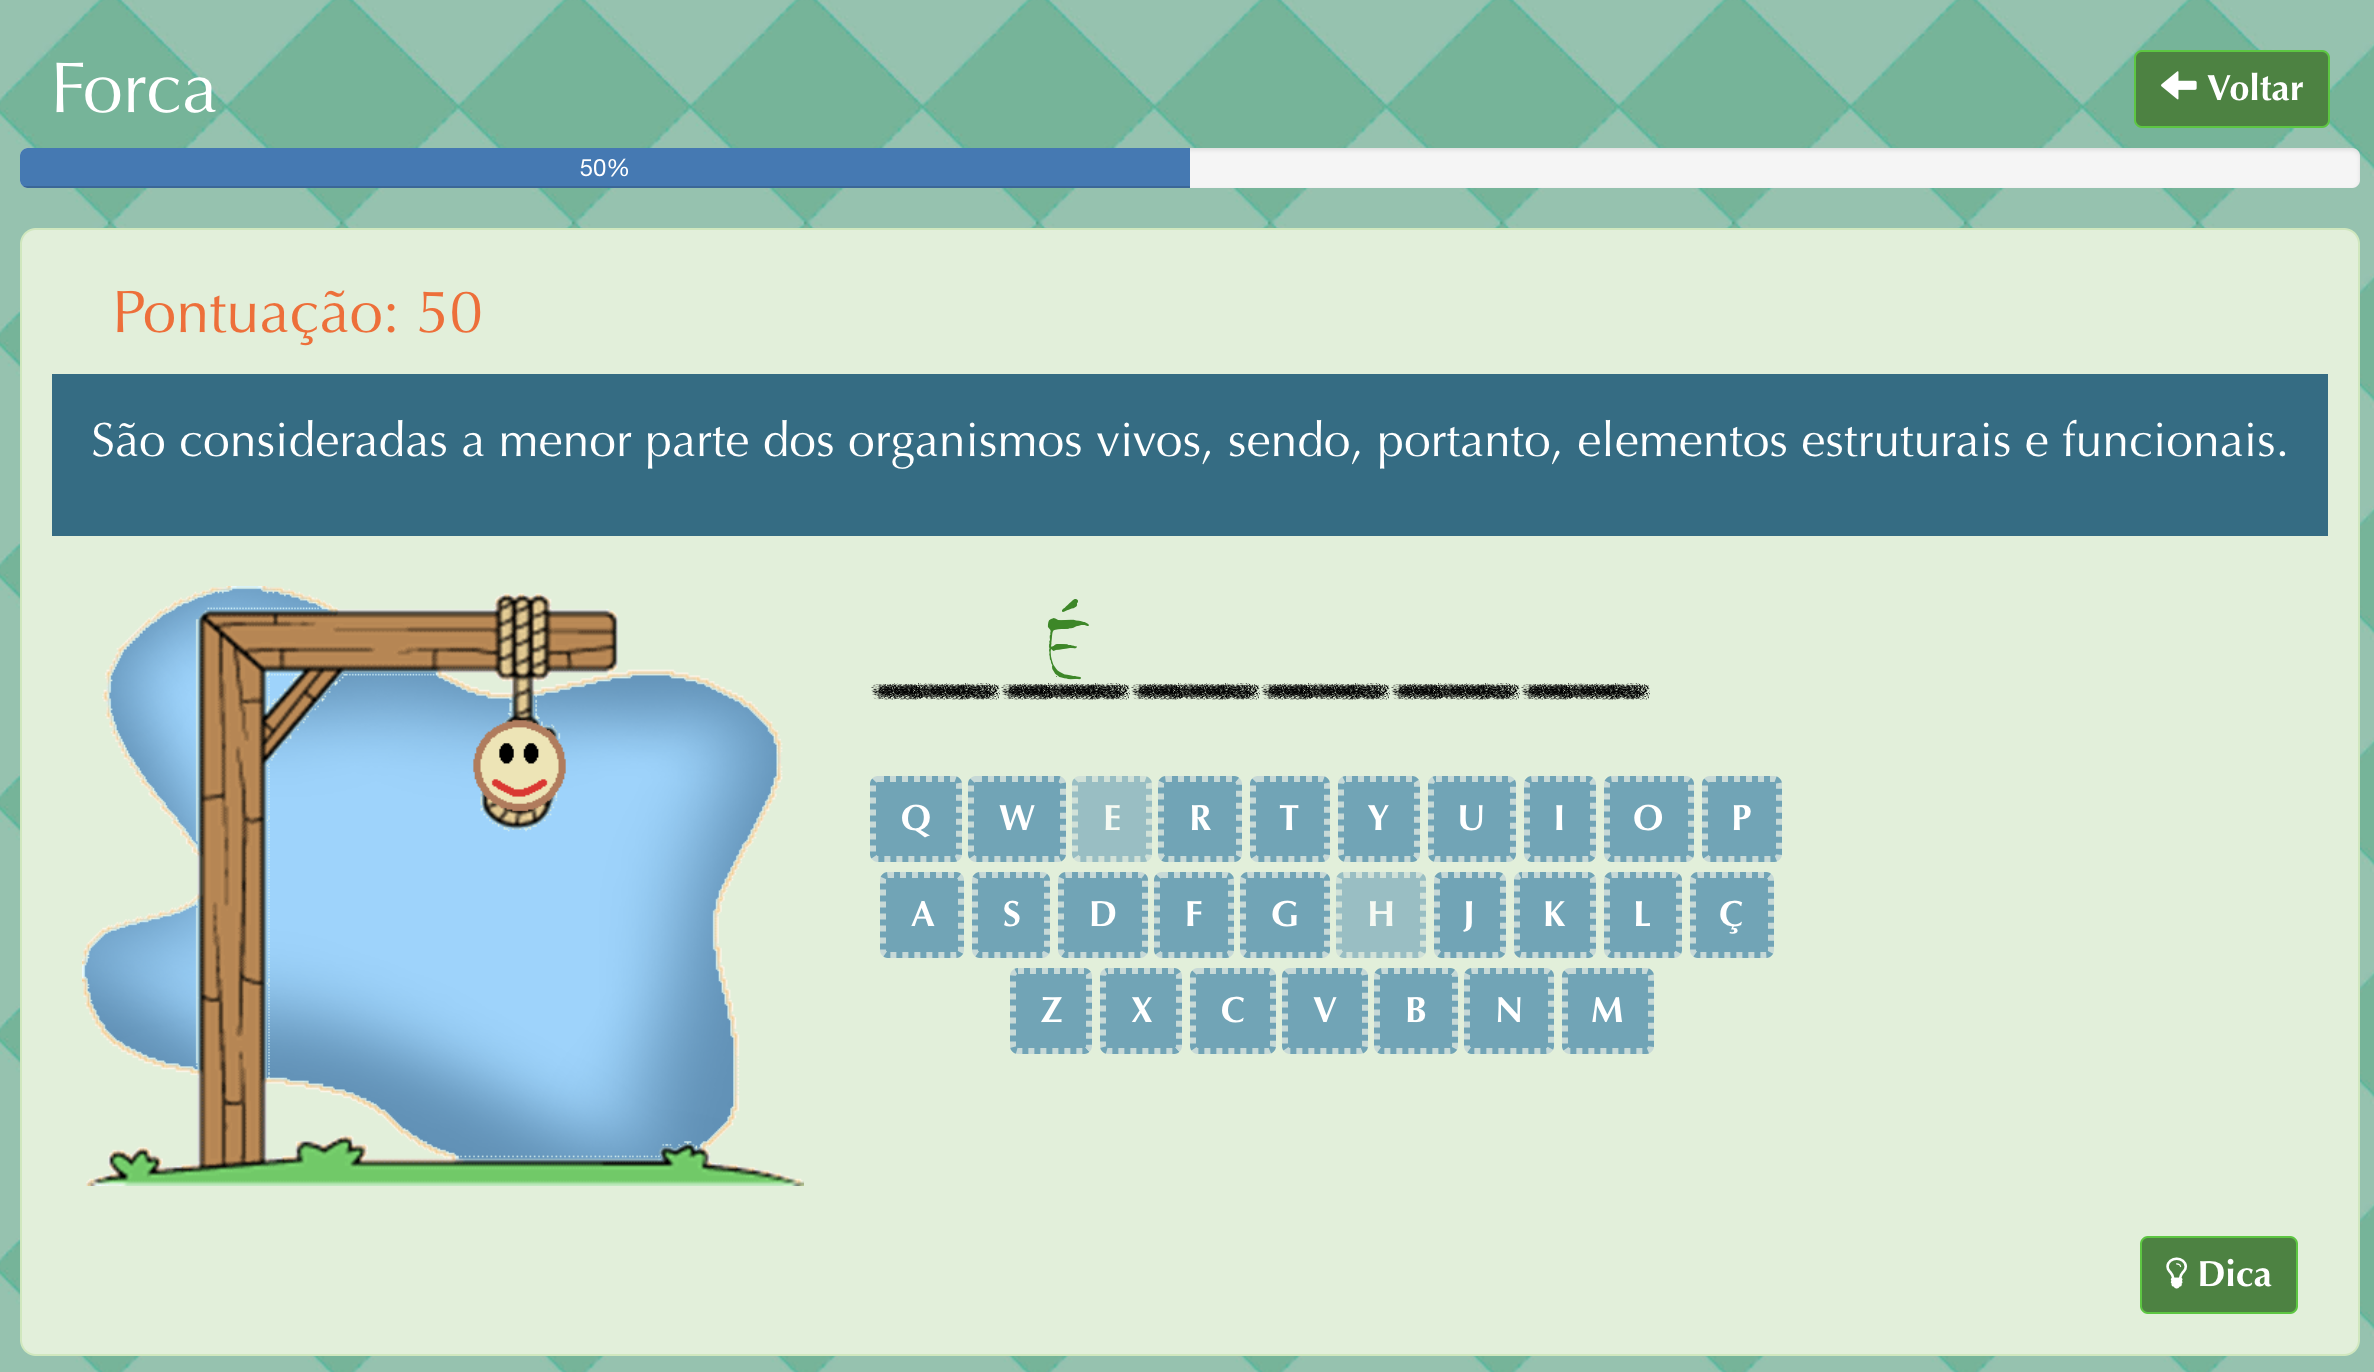 Forca
Voltar
50%
Pontuação: 50
São consideradas a menor parte dos organismos vivos, sendo, portanto, elementos estruturais e funcionais.
É
Q W E R T Y U I O P
A S D F G H J K L Ç
Z X C V B N M
Dica